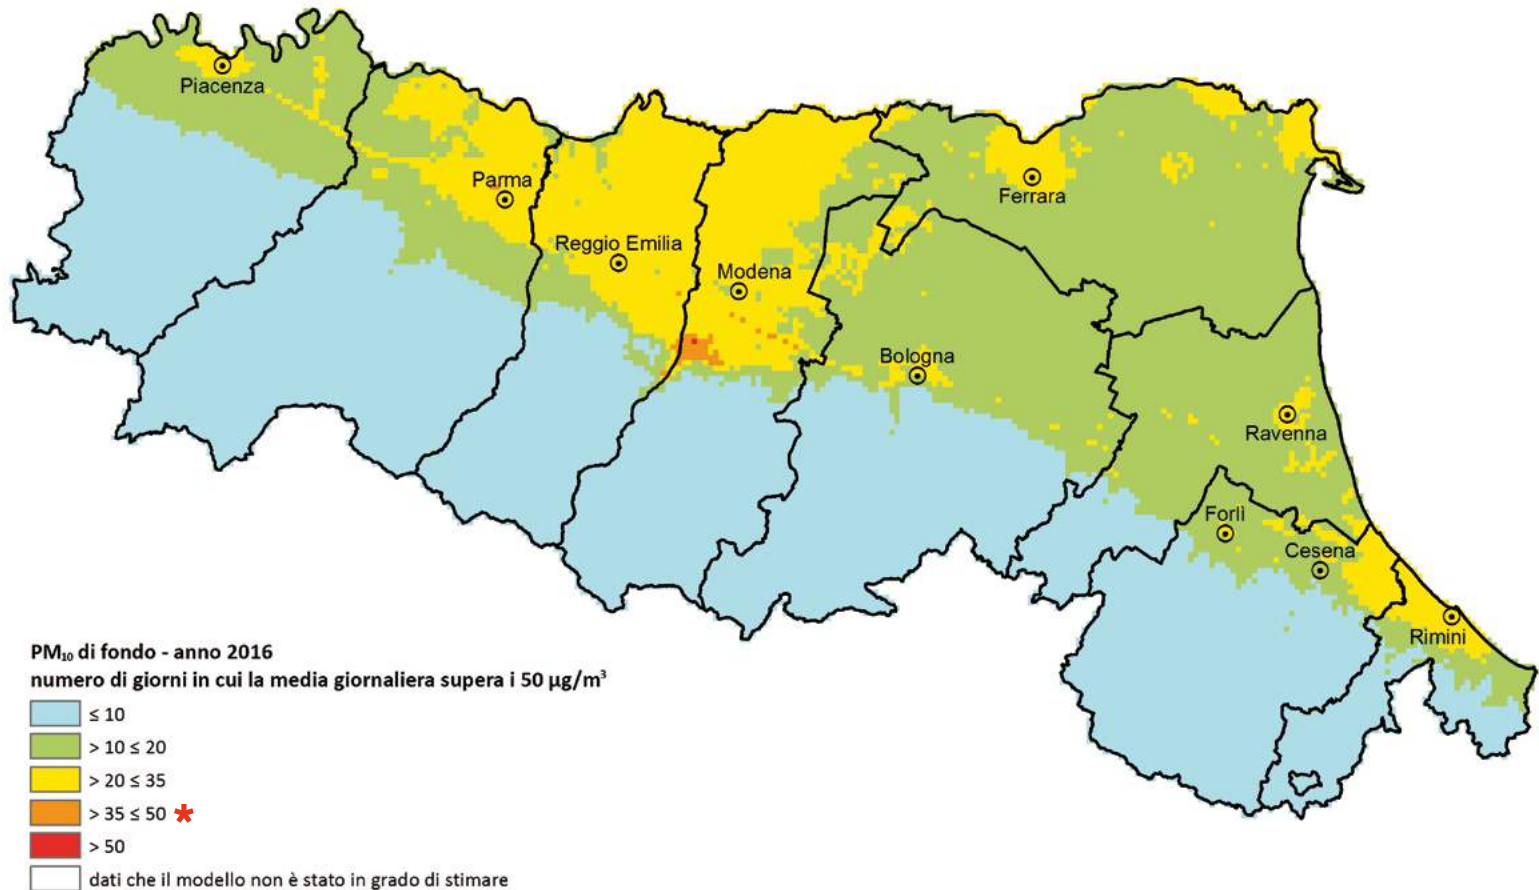 Piacenza
Parma
Ferrara
Reggio Emilia
Modena
Bologna
Ravenna
Forlì
Cesena
Rimini
PM₁₀ di fondo - anno 2016
numero di giorni in cui la media giornaliera supera i 50 µg/m³
≤ 10
> 10 ≤ 20
> 20 ≤ 35
> 35 ≤ 50 *
> 50
dati che il modello non è stato in grado di stimare